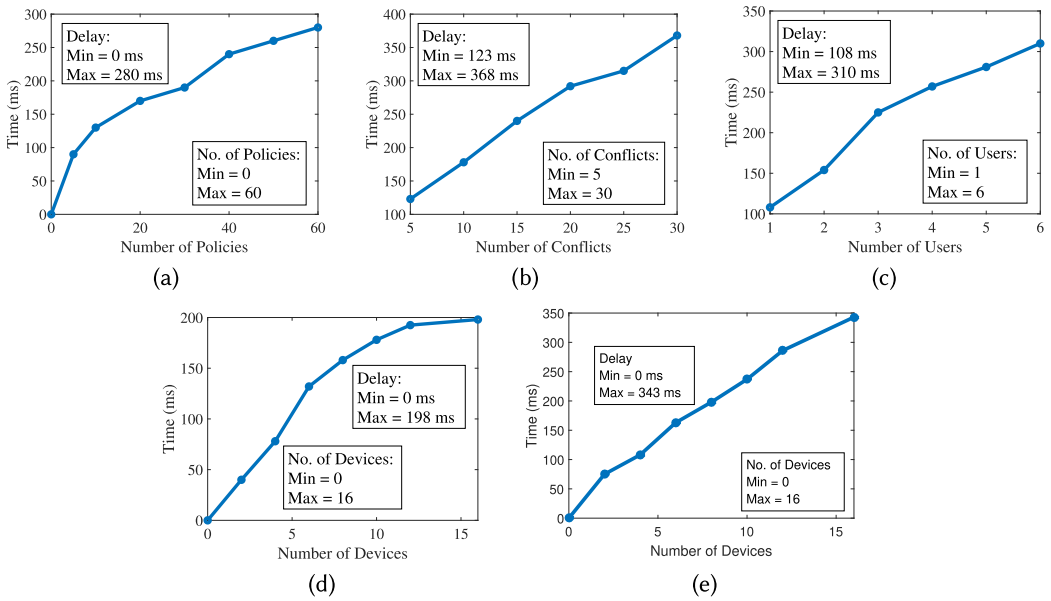 300
250
200
150
100
50
0
Time (ms)
Delay:
Min = 0 ms
Max = 280 ms
No. of Policies:
Min = 0
Max = 60
0
20
40
60
Number of Policies
(a)
400
350
300
250
200
150
100
Time (ms)
Delay:
Min = 123 ms
Max = 368 ms
No. of Conflicts:
Min = 5
Max = 30
5
10
15
20
25
30
Number of Conflicts
(b)
350
300
250
200
150
100
Time (ms)
Delay:
Min = 108 ms
Max = 310 ms
No. of Users:
Min = 1
Max = 6
1
2
3
4
5
6
Number of Users
(c)
200
150
100
50
0
Time (ms)
Delay:
Min = 0 ms
Max = 198 ms
No. of Devices:
Min = 0
Max = 16
0
5
10
15
Number of Devices
(d)
350
300
250
200
150
100
50
0
Time (ms)
Delay
Min = 0 ms
Max = 343 ms
No. of Devices
Min = 0
Max = 16
0
5
10
15
Number of Devices
(e)